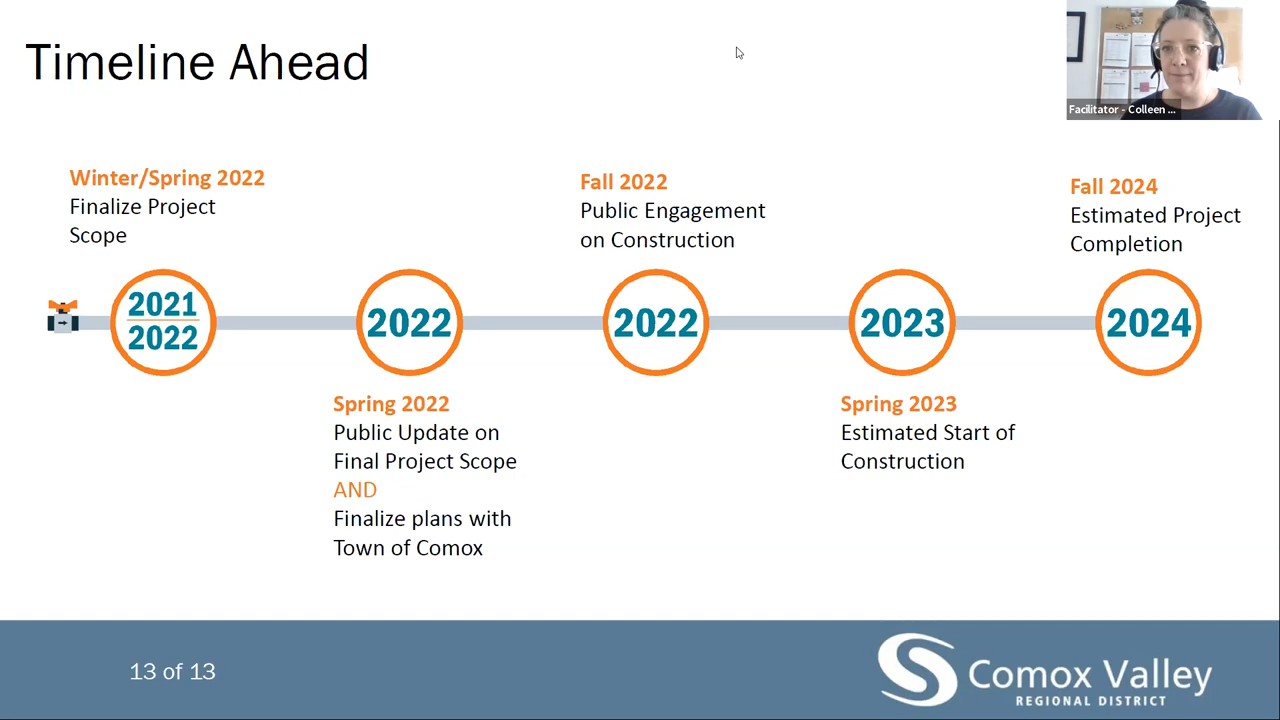 Timeline Ahead
Facilitator - Colleen ...
Winter/Spring 2022
Finalize Project
Scope
Fall 2022
Public Engagement
on Construction
Fall 2024
Estimated Project
Completion
2021
2022
2022
2022
2023
2024
Spring 2022
Public Update on
Final Project Scope
AND
Finalize plans with
Town of Comox
Spring 2023
Estimated Start of
Construction
13 of 13
Comox Valley
REGIONAL DISTRICT